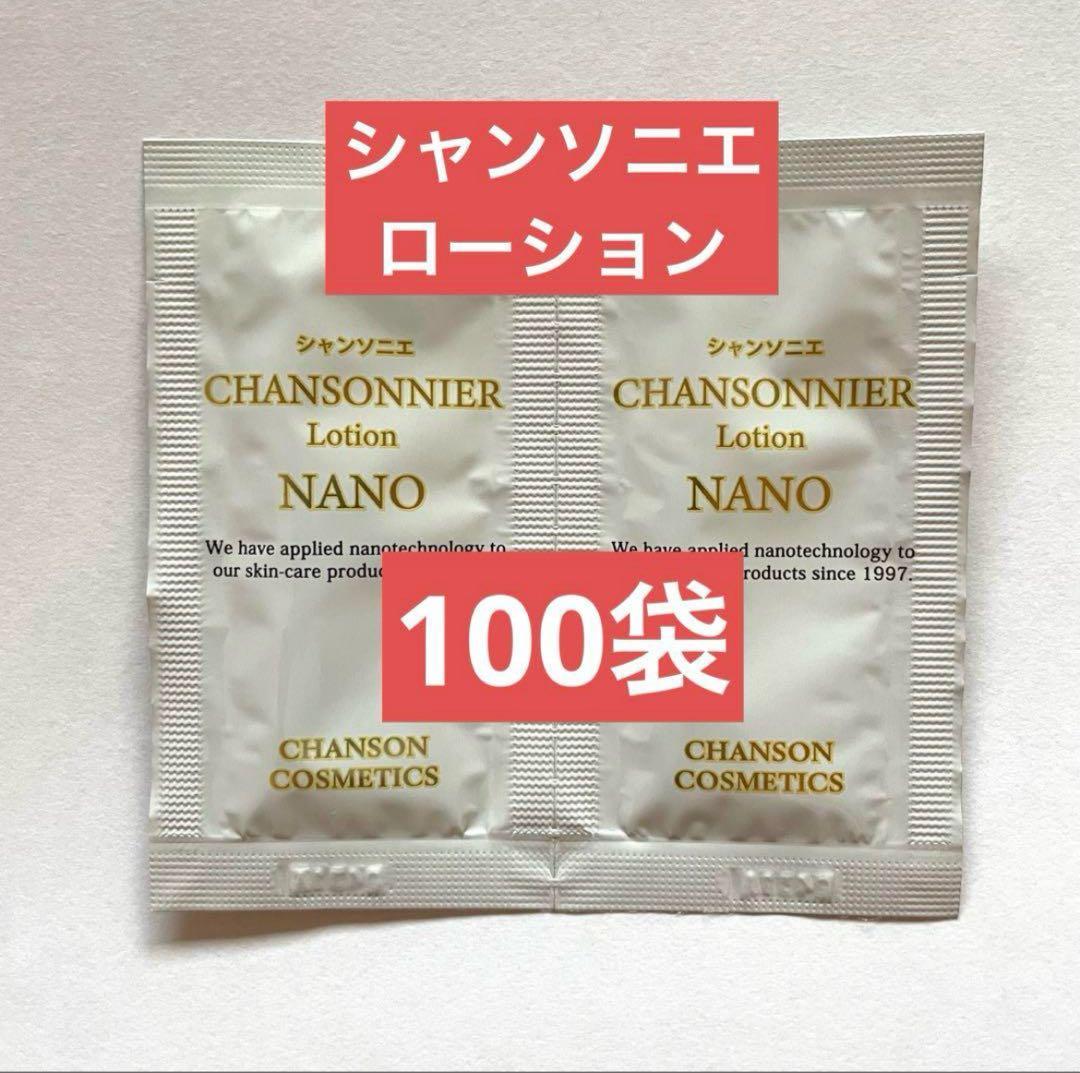 シャンソニエ
ローション
シャンソニエ
CHANSONNIER
Lotion
NANO
We have applied nanotechnology to
our skin-care produc
シャンソニエ
CHANSONNIER
Lotion
NANO
We have applied nanotechnology to
roducts since 1997.
100袋
CHANSON
COSMETICS
CHANSON
COSMETICS